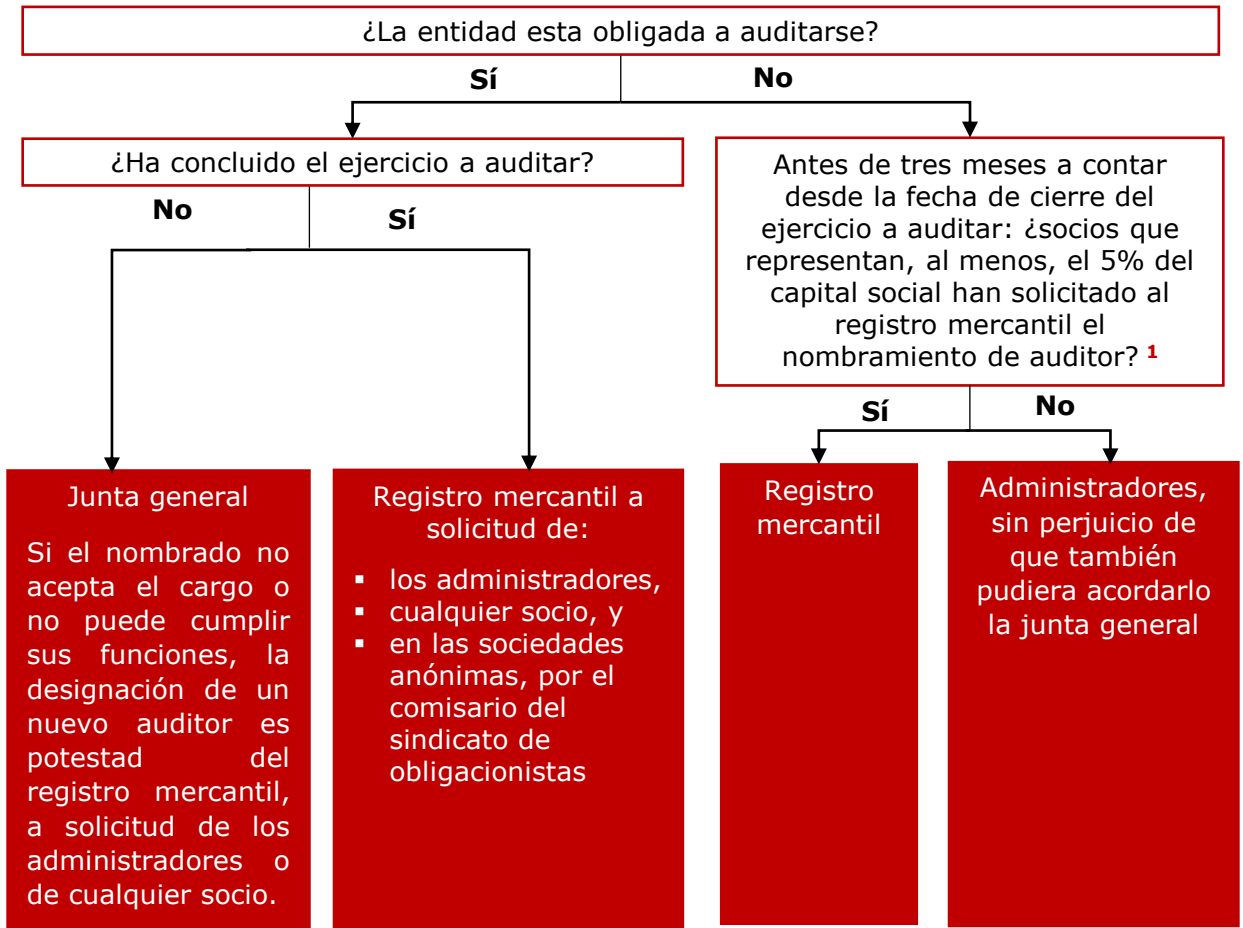 ¿La entidad esta obligada a auditarse?
Sí
No
¿Ha concluido el ejercicio a auditar?
No
Sí
Antes de tres meses a contar
desde la fecha de cierre del
ejercicio a auditar: ¿socios que
representan, al menos, el 5% del
capital social han solicitado al
registro mercantil el
nombramiento de auditor? 1
Sí
No
Junta general
Si el nombrado no
acepta el cargo o
no puede cumplir
sus funciones, la
designación de un
nuevo auditor es
potestad del
registro mercantil,
a solicitud de los
administradores o
de cualquier socio.
Registro mercantil a
solicitud de:
▪ los administradores,
▪ cualquier socio, y
▪ en las sociedades
anónimas, por el
comisario del
sindicato de
obligacionistas
Registro
mercantil
Administradores,
sin perjuicio de
que también
pudiera acordarlo
la junta general